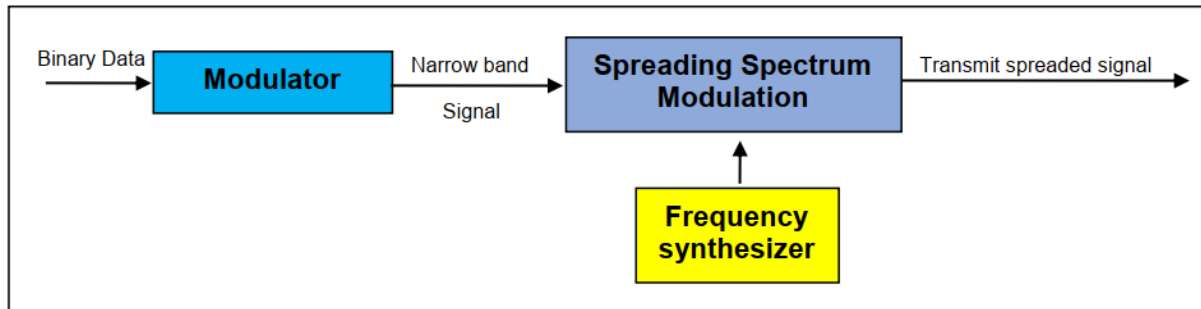 Binary Data
Modulator
Narrow band
Signal
Spreading Spectrum
Modulation
Transmit spreaded signal
Frequency
synthesizer